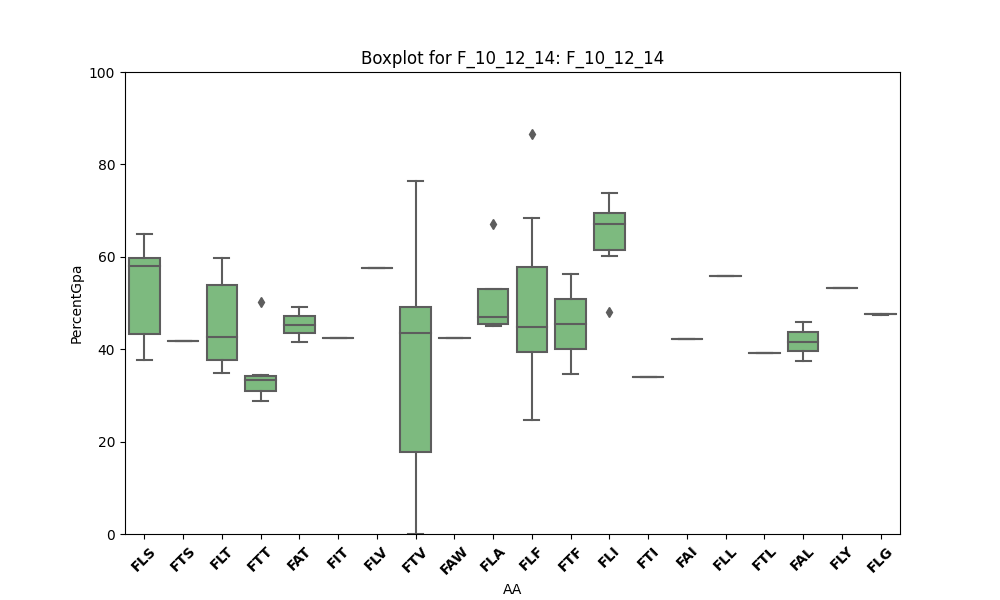 Boxplot for F_10_12_14: F_10_12_14
PercentGpa
100
80
60
40
20
0
FLS FTS FLT FTT FAT FIT FLV FTV FAW FLA FLF FTF FLI FTI FAI FLL FTL FAL FLY FLG
AA